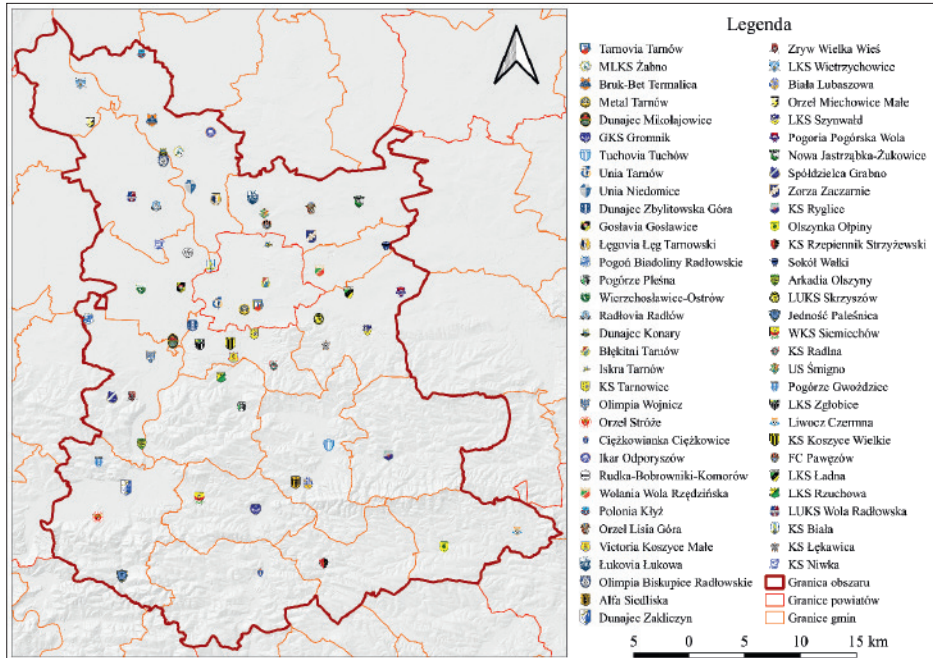 Legenda
Tarnovia Tarnów
MLKS Żabno
Bruk-Bet Termalica
Metal Tarnów
Dunajec Mikołajowice
GKS Gromnik
Tuchovia Tuchów
Unia Tarnów
Unia Niedomice
Dunajec Zbylitowska Góra
Gosłavia Gosławice
Łęgovia Łęg Tarnowski
Pogoń Biadoliny Radłowskie
Pogórze Pleśna
Wierzchosławice-Ostrów
Radłovia Radłów
Dunajec Konary
Błękitni Tarnów
Iskra Tarnów
KS Tarnowiec
Olimpia Wojnicz
Orzeł Stróże
Ciężkowianka Ciężkowice
Ikar Odporyszów
Rudka-Bobrowniki-Komorów
Wolania Wola Rzędzińska
Polonia Kłyż
Orzeł Lisia Góra
Victoria Koszyce Małe
Łukovia Łukowa
Olimpia Biskupice Radłowskie
Alfa Siedliska
Dunajec Zakliczyn
Zryw Wielka Wieś
LKS Wietrzychowice
Biała Lubaszowa
Orzeł Miechowice Małe
LKS Szynwałd
Pogoria Pogórska Wola
Nowa Jastrząbka-Żukowice
Spółdzielca Grabno
Zorza Zaczarnie
KS Ryglice
Olszynka Ołpiny
KS Rzepiennik Strzyżewski
Sokół Wałki
Arkadia Olszyny
LUKS Skrzyszów
Jedność Paleśnica
WKS Siemiechów
KS Radlna
US Śmigno
Pogórze Gwoździec
LKS Zgłobice
Liwocz Czermna
KS Koszyce Wielkie
FC Pawęzów
LKS Ładna
LKS Rzuchowa
LUKS Wola Radłowska
KS Biała
KS Łękawica
KS Niwka
Granica obszaru
Granice powiatów
Granice gmin
5 0 5 10 15 km